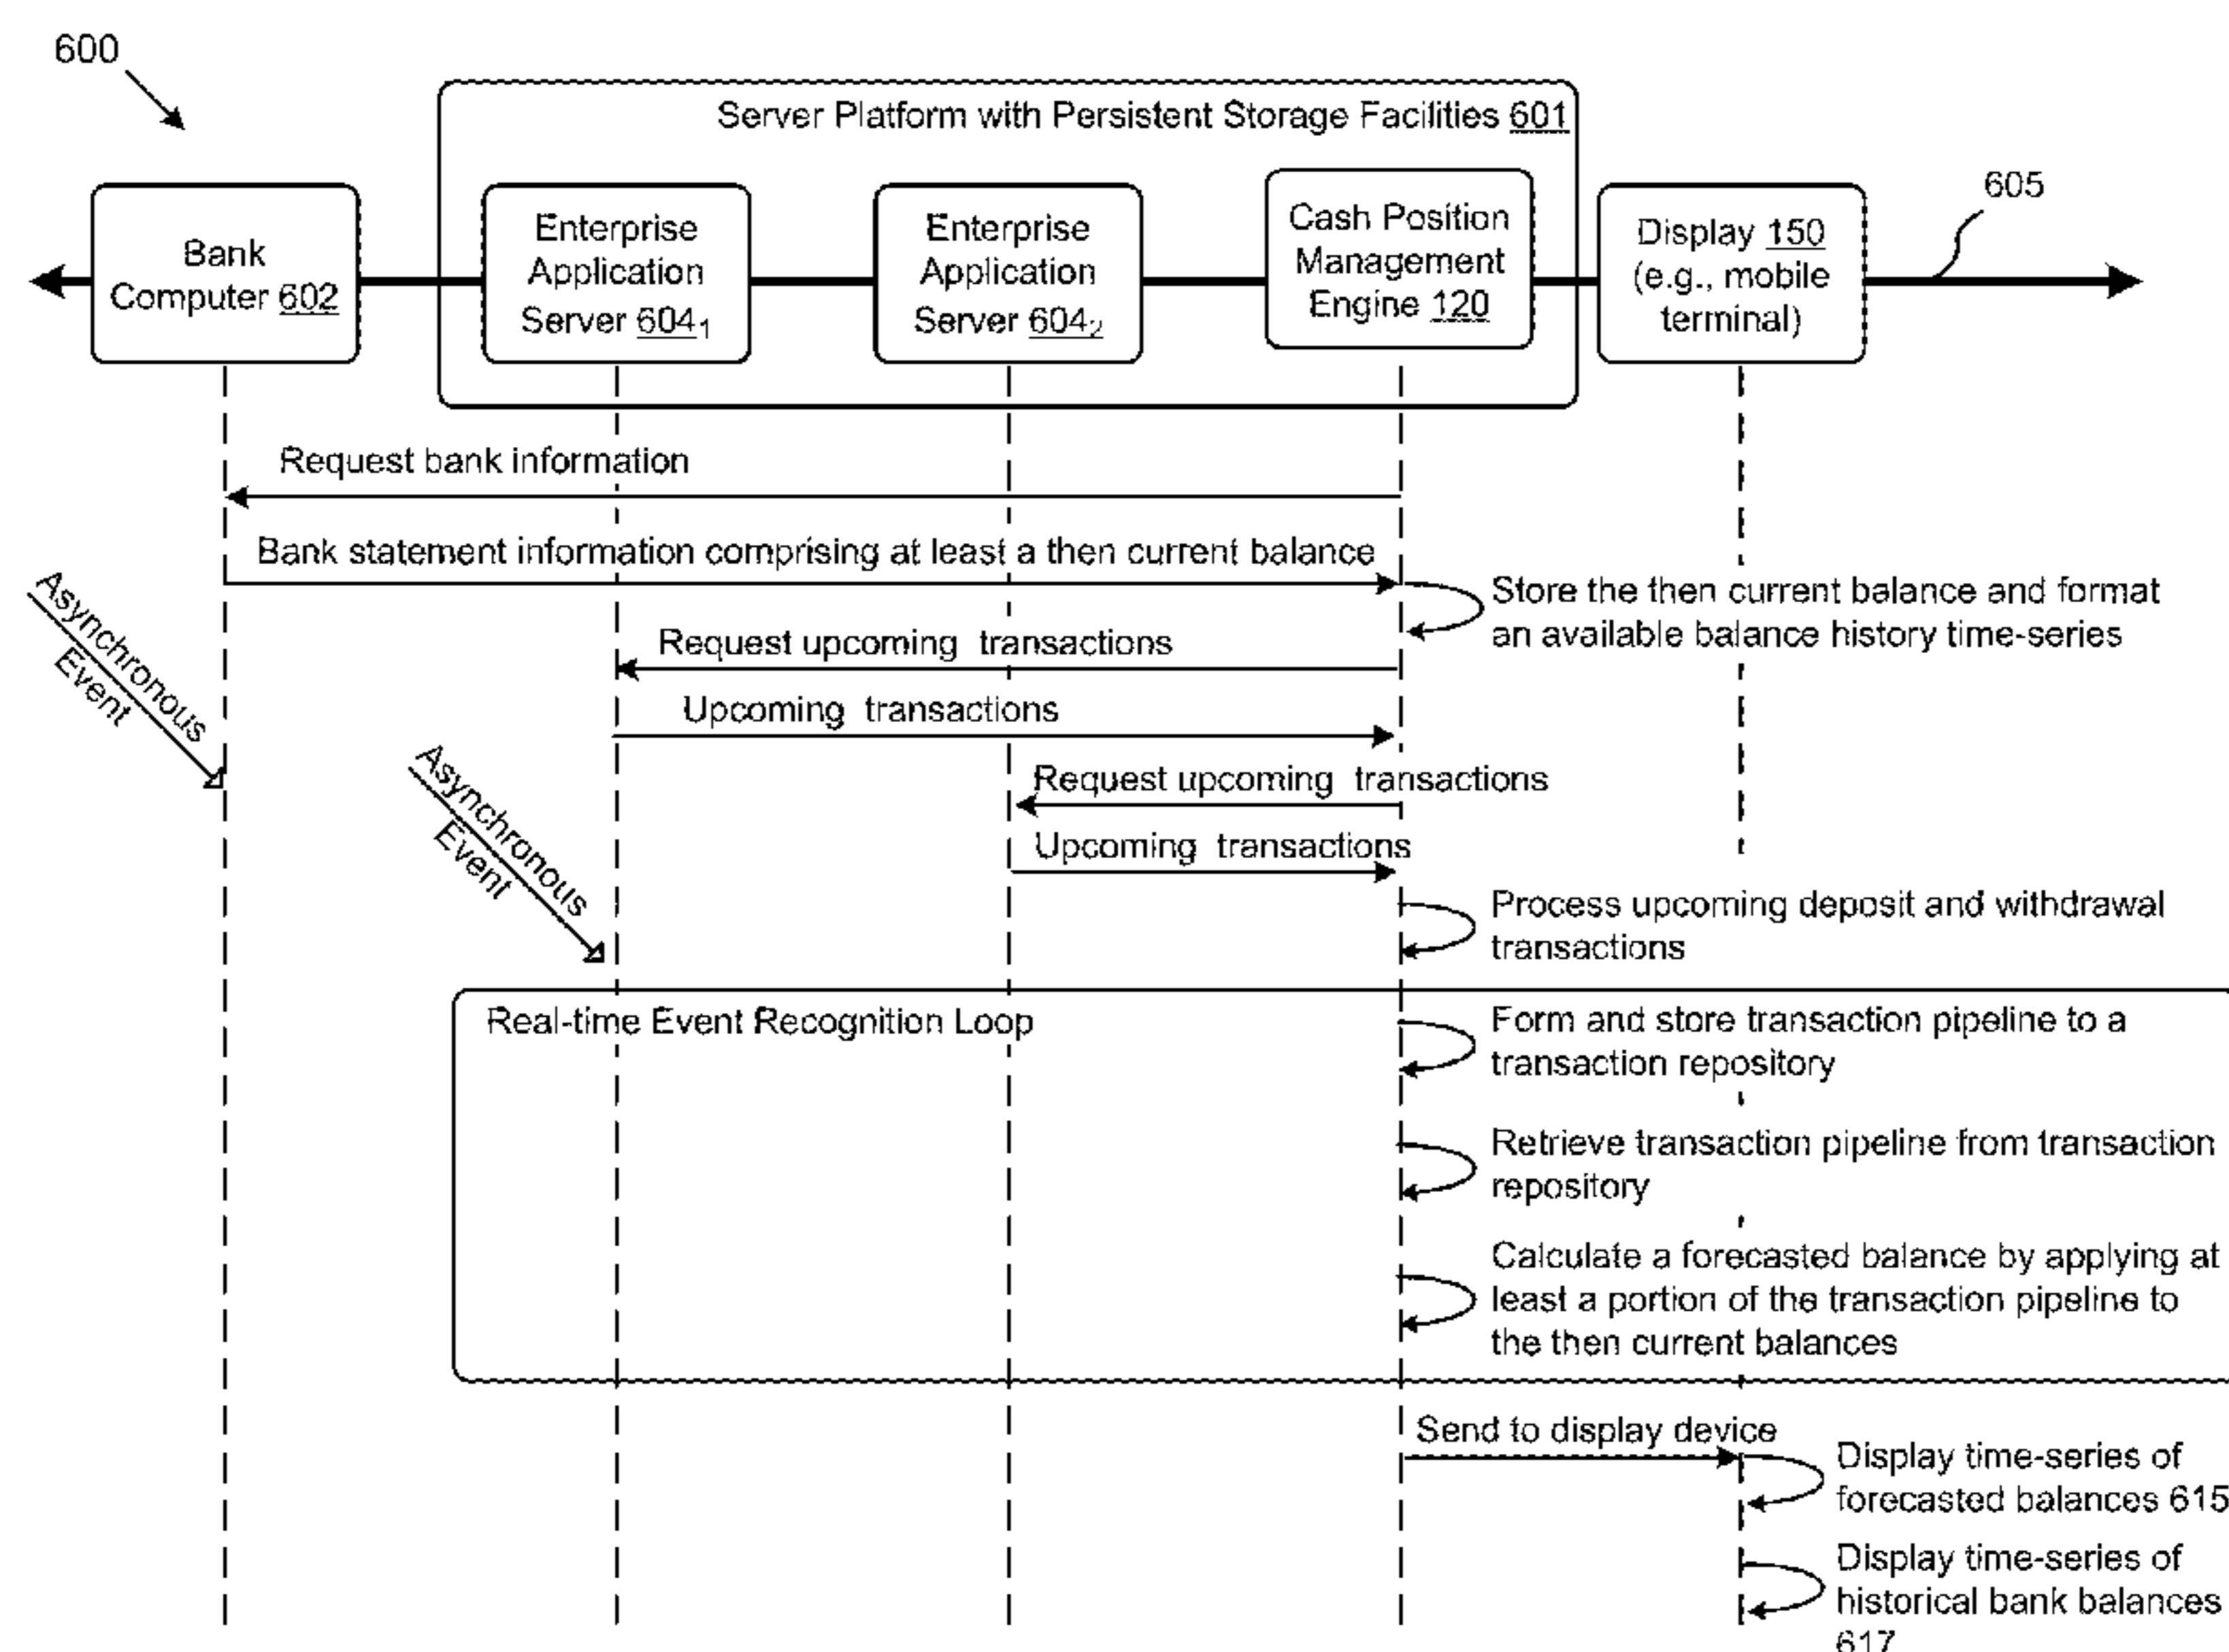 600
Server Platform with Persistent Storage Facilities 601
605
Bank
Computer 602
Enterprise
Application
Server 604₁
Enterprise
Application
Server 604₂
Cash Position
Management
Engine 120
Display 150
(e.g., mobile
terminal)
Request bank information
Bank statement information comprising at least a then current balance
Store the then current balance and format
an available balance history time-series
Asynchronous
Event
Request upcoming transactions
Upcoming transactions
Asynchronous
Event
Request upcoming transactions
Upcoming transactions
Process upcoming deposit and withdrawal
transactions
Real-time Event Recognition Loop
Form and store transaction pipeline to a
transaction repository
Retrieve transaction pipeline from transaction
repository
Calculate a forecasted balance by applying at
least a portion of the transaction pipeline to
the then current balances
Send to display device
Display time-series of
forecasted balances 615
Display time-series of
historical bank balances
617